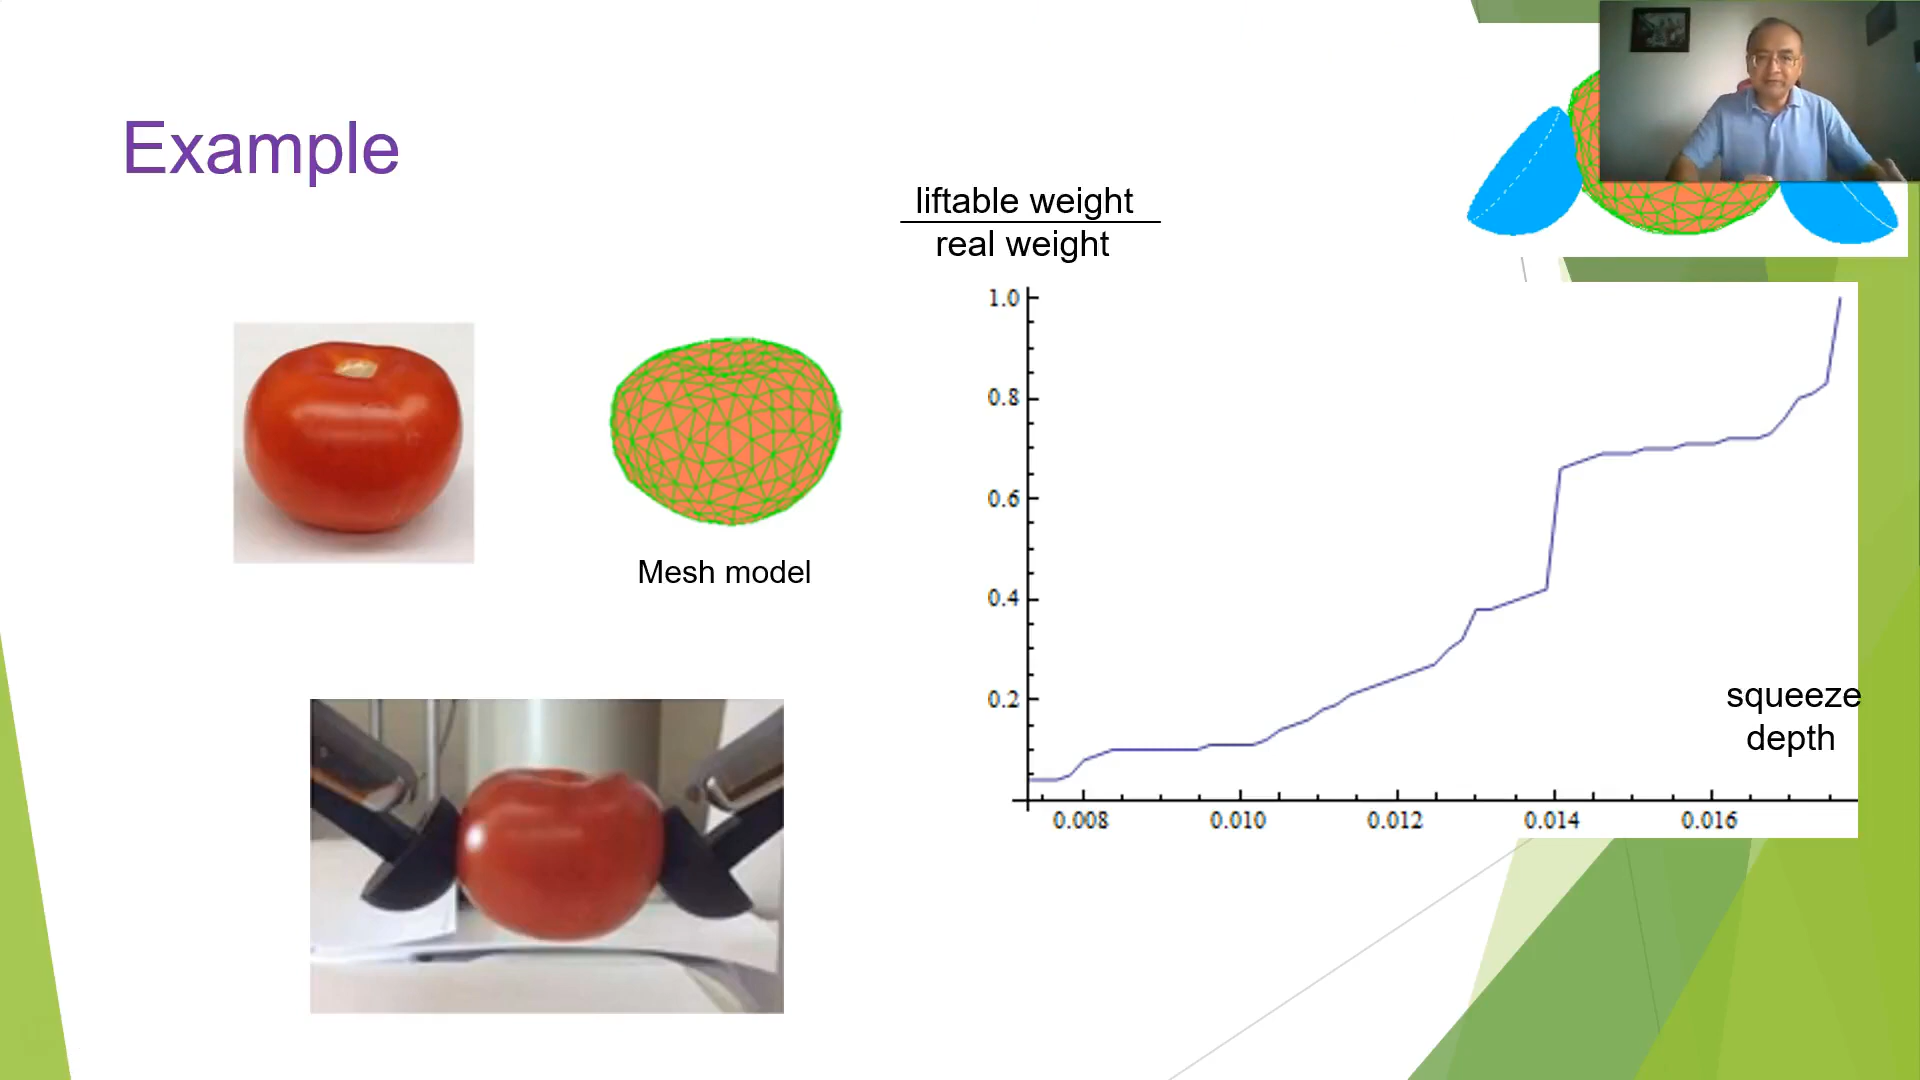 Example
liftable weight
real weight
Mesh model
1.0
0.8
0.6
0.4
0.2
squeeze
depth
0.008 0.010 0.012 0.014 0.016